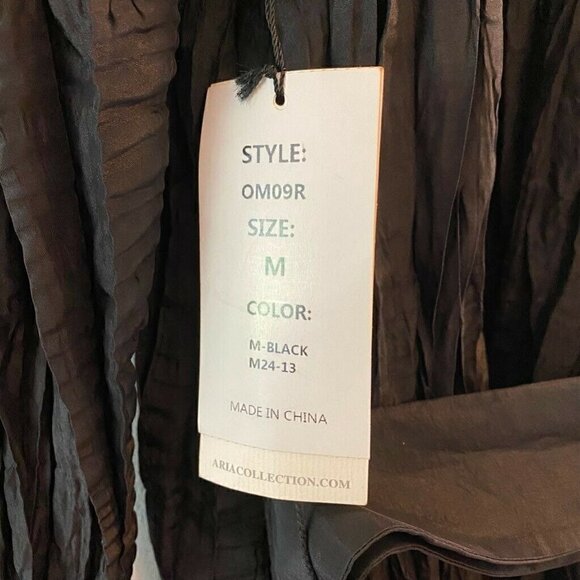 STYLE:
OM09R
SIZE:
M
COLOR:
M-BLACK
M24-13
MADE IN CHINA
ARIACOLLECTION.COM